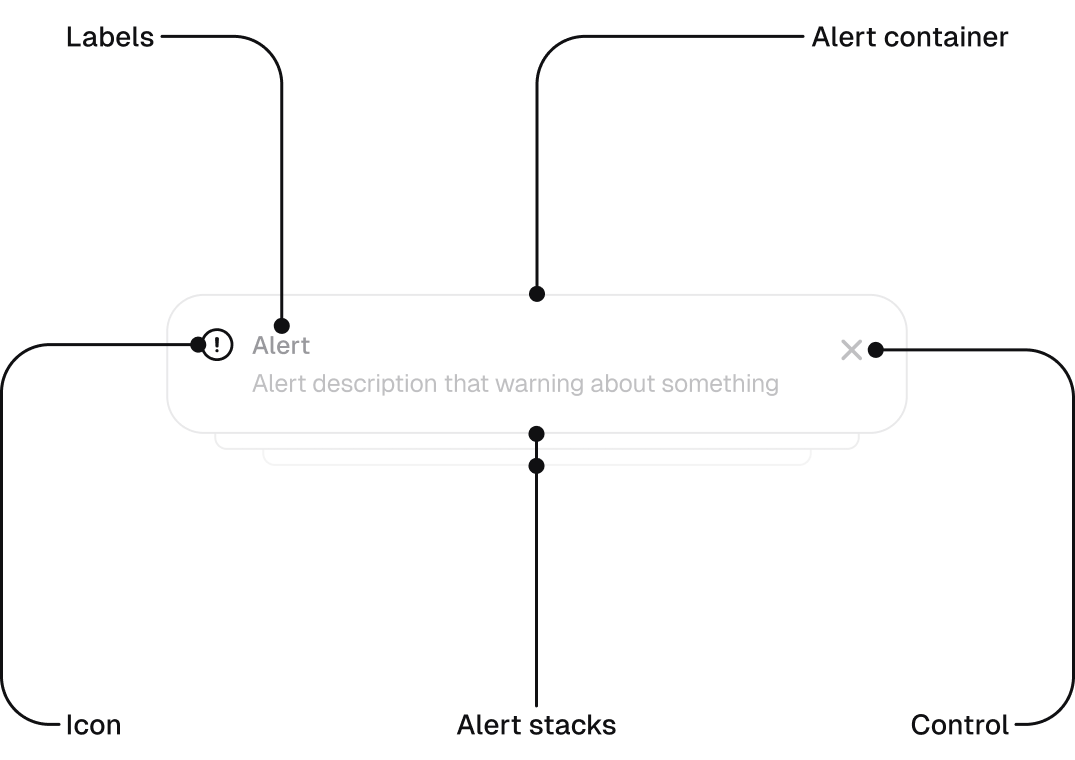 Labels
Alert container
Alert
Alert description that warning about something
Icon
Alert stacks
Control